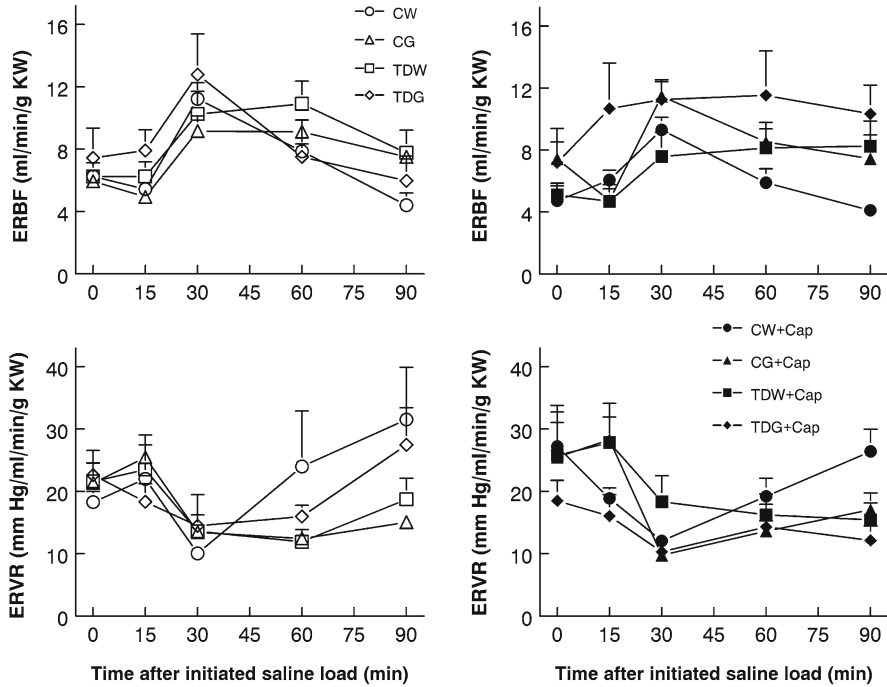 16
12
8
4
0
ERBF (ml/min/g KW)
CW
CG
TDW
TDG
0 15 30 45 60 75 90
16
12
8
4
0
ERBF (ml/min/g KW)
0 15 30 45 60 75 90
40
30
20
10
0
ERVR (mm Hg/ml/min/g KW)
0 15 30 45 60 75 90
Time after initiated saline load (min)
40
30
20
10
0
ERVR (mm Hg/ml/min/g KW)
CW+Cap
CG+Cap
TDW+Cap
TDG+Cap
0 15 30 45 60 75 90
Time after initiated saline load (min)